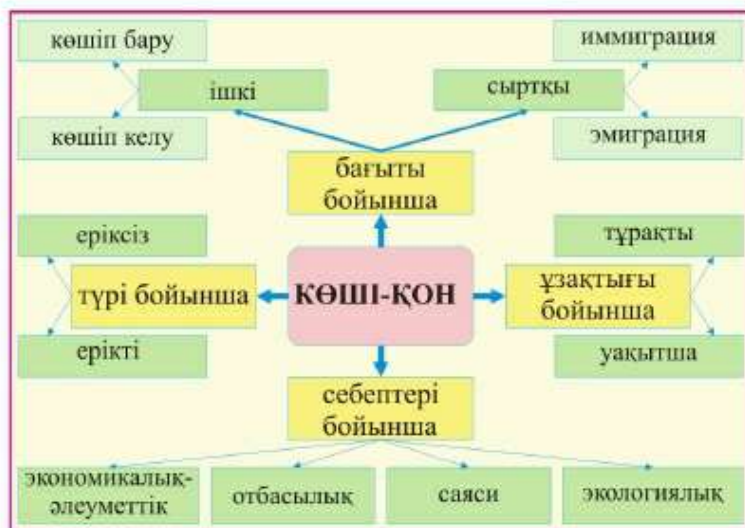 көшіп бару
иммиграция
ішкі
сыртқы
көшіп келу
эмиграция
бағыты
бойынша
еріксіз
тұрақты
түрі бойынша
КӨШІ-ҚОН
ұзақтығы
бойынша
ерікті
уақытша
себептері
бойынша
экономикалық-
әлеуметтік
отбасылық
саяси
экологиялық